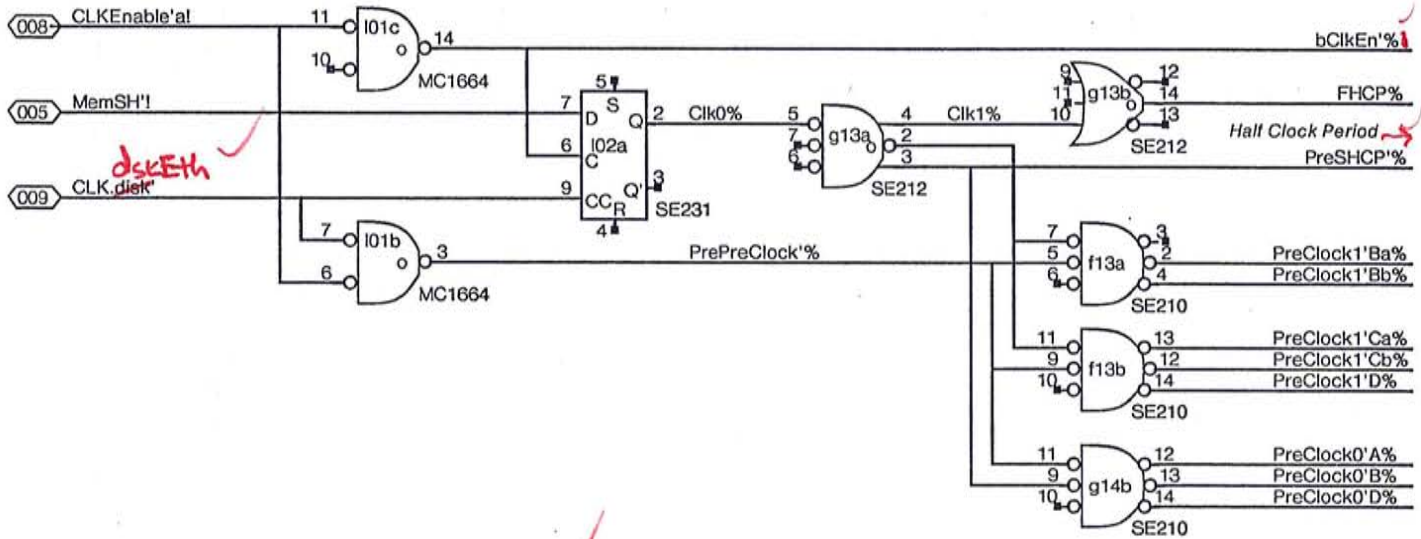 008 CLKEnable'a!
11 l01c 14
10
MC1664
bClkEn'%!
005 MemSH'!
5 S
7 D Q 2 Clk0%
l02a
6 C
9 CC R Q' 3
4
SE231
dskEth
009 CLK.disk'
5 g13a 4 Clk1%
7 2
6 3
SE212
9 g13b 12
11 14 FHCP%
10 13
SE212
Half Clock Period
PreSHCP'%
7 l01b 3 PrePreClock'%
6
MC1664
7 3
5 f13a 2 PreClock1'Ba%
6 4 PreClock1'Bb%
SE210
11 13 PreClock1'Ca%
9 f13b 12 PreClock1'Cb%
10 14 PreClock1'D%
SE210
11 12 PreClock0'A%
9 g14b 13 PreClock0'B%
10 14 PreClock0'D%
SE210